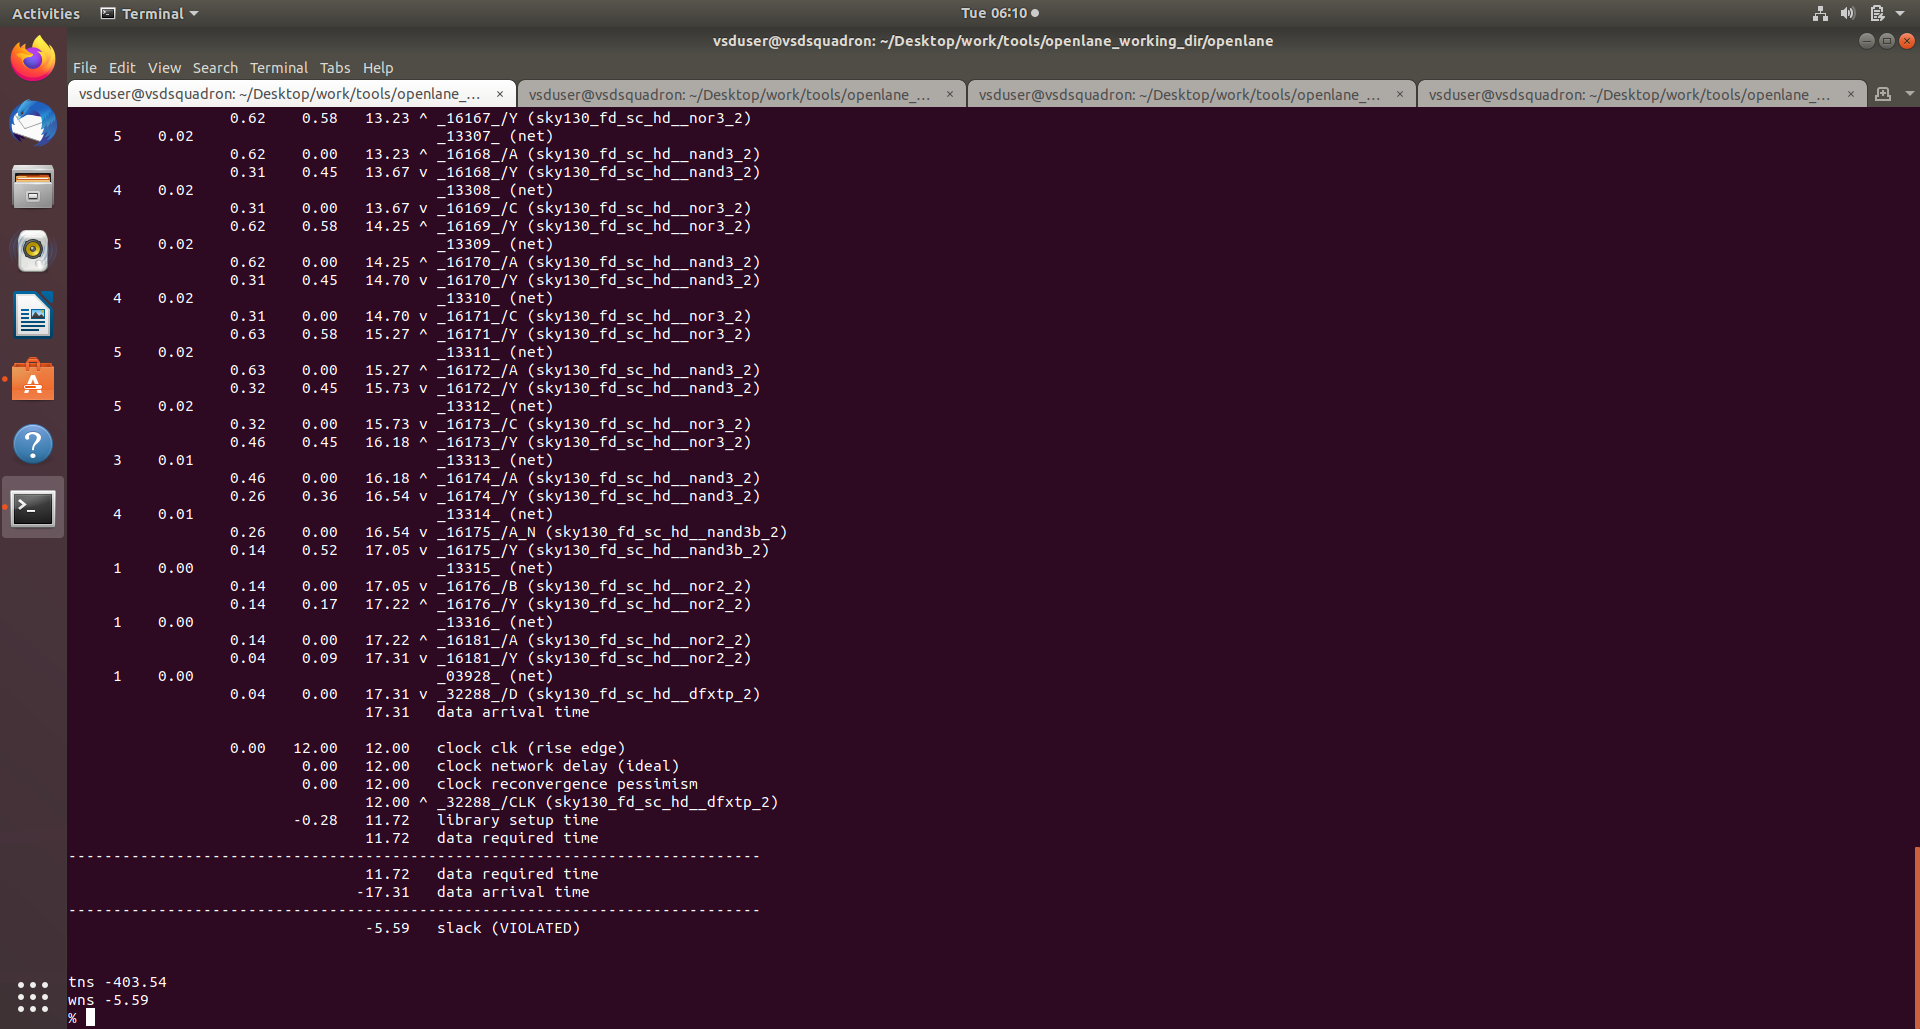 Activities
Terminal
Tue 06:10
vsduser@vsdsquadron: ~/Desktop/work/tools/openlane_working_dir/openlane
File Edit View Search Terminal Tabs Help
vsduser@vsdsquadron: ~/Desktop/work/tools/openlane_... × vsduser@vsdsquadron: ~/Desktop/work/tools/openlane_... × vsduser@vsdsquadron: ~/Desktop/work/tools/openlane_... × vsduser@vsdsquadron: ~/Desktop/work/tools/openlane_... ×
0.62 0.58 13.23 ^ _16167_/Y (sky130_fd_sc_hd__nor3_2)
5 0.02 _13307_ (net)
0.62 0.00 13.23 ^ _16168_/A (sky130_fd_sc_hd__nand3_2)
0.31 0.45 13.67 v _16168_/Y (sky130_fd_sc_hd__nand3_2)
4 0.02 _13308_ (net)
0.31 0.00 13.67 v _16169_/C (sky130_fd_sc_hd__nor3_2)
0.62 0.58 14.25 ^ _16169_/Y (sky130_fd_sc_hd__nor3_2)
5 0.02 _13309_ (net)
0.62 0.00 14.25 ^ _16170_/A (sky130_fd_sc_hd__nand3_2)
0.31 0.45 14.70 v _16170_/Y (sky130_fd_sc_hd__nand3_2)
4 0.02 _13310_ (net)
0.31 0.00 14.70 v _16171_/C (sky130_fd_sc_hd__nor3_2)
0.63 0.58 15.27 ^ _16171_/Y (sky130_fd_sc_hd__nor3_2)
5 0.02 _13311_ (net)
0.63 0.00 15.27 ^ _16172_/A (sky130_fd_sc_hd__nand3_2)
0.32 0.45 15.73 v _16172_/Y (sky130_fd_sc_hd__nand3_2)
5 0.02 _13312_ (net)
0.32 0.00 15.73 v _16173_/C (sky130_fd_sc_hd__nor3_2)
0.46 0.45 16.18 ^ _16173_/Y (sky130_fd_sc_hd__nor3_2)
3 0.01 _13313_ (net)
0.46 0.00 16.18 ^ _16174_/A (sky130_fd_sc_hd__nand3_2)
0.26 0.36 16.54 v _16174_/Y (sky130_fd_sc_hd__nand3_2)
4 0.01 _13314_ (net)
0.26 0.00 16.54 v _16175_/A_N (sky130_fd_sc_hd__nand3b_2)
0.14 0.52 17.05 v _16175_/Y (sky130_fd_sc_hd__nand3b_2)
1 0.00 _13315_ (net)
0.14 0.00 17.05 v _16176_/B (sky130_fd_sc_hd__nor2_2)
0.14 0.17 17.22 ^ _16176_/Y (sky130_fd_sc_hd__nor2_2)
1 0.00 _13316_ (net)
0.14 0.00 17.22 ^ _16181_/A (sky130_fd_sc_hd__nor2_2)
0.04 0.09 17.31 v _16181_/Y (sky130_fd_sc_hd__nor2_2)
1 0.00 _03928_ (net)
0.04 0.00 17.31 v _32288_/D (sky130_fd_sc_hd__dfxtp_2)
17.31 data arrival time
0.00 12.00 12.00 clock clk (rise edge)
0.00 12.00 clock network delay (ideal)
0.00 12.00 clock reconvergence pessimism
12.00 ^ _32288_/CLK (sky130_fd_sc_hd__dfxtp_2)
-0.28 11.72 library setup time
11.72 data required time
-----------------------------------------------------------------------------
11.72 data required time
-17.31 data arrival time
-----------------------------------------------------------------------------
-5.59 slack (VIOLATED)
tns -403.54
wns -5.59
%